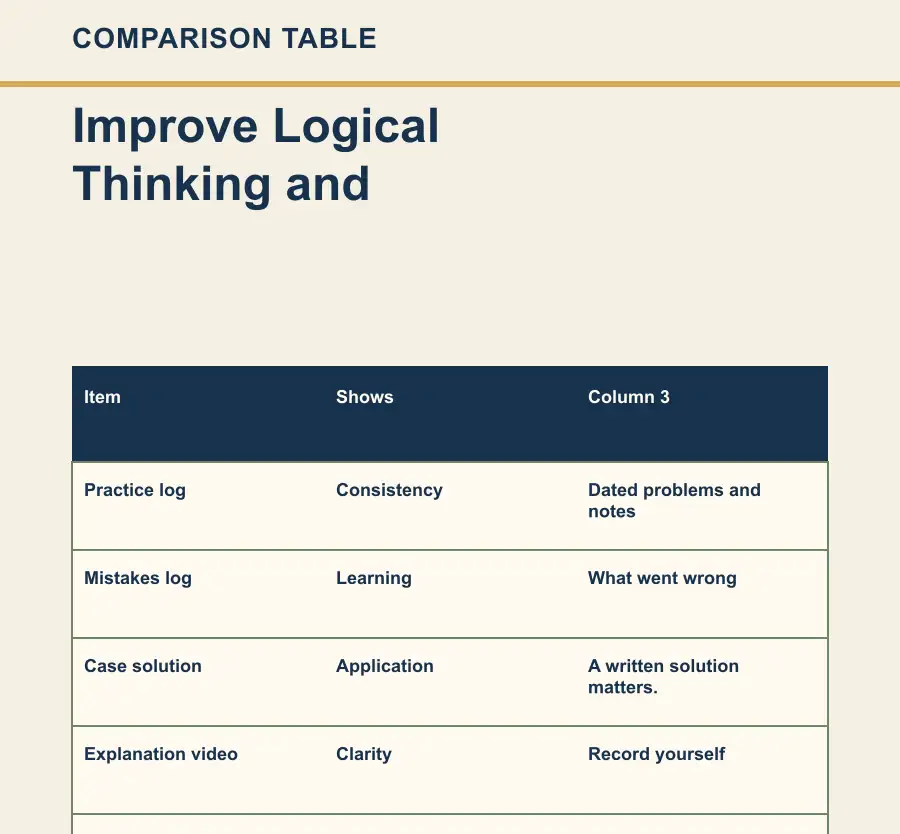 COMPARISON TABLE
Improve Logical
Thinking and
Item Shows Column 3
Practice log Consistency Dated problems and
notes
Mistakes log Learning What went wrong
Case solution Application A written solution
matters.
Explanation video Clarity Record yourself